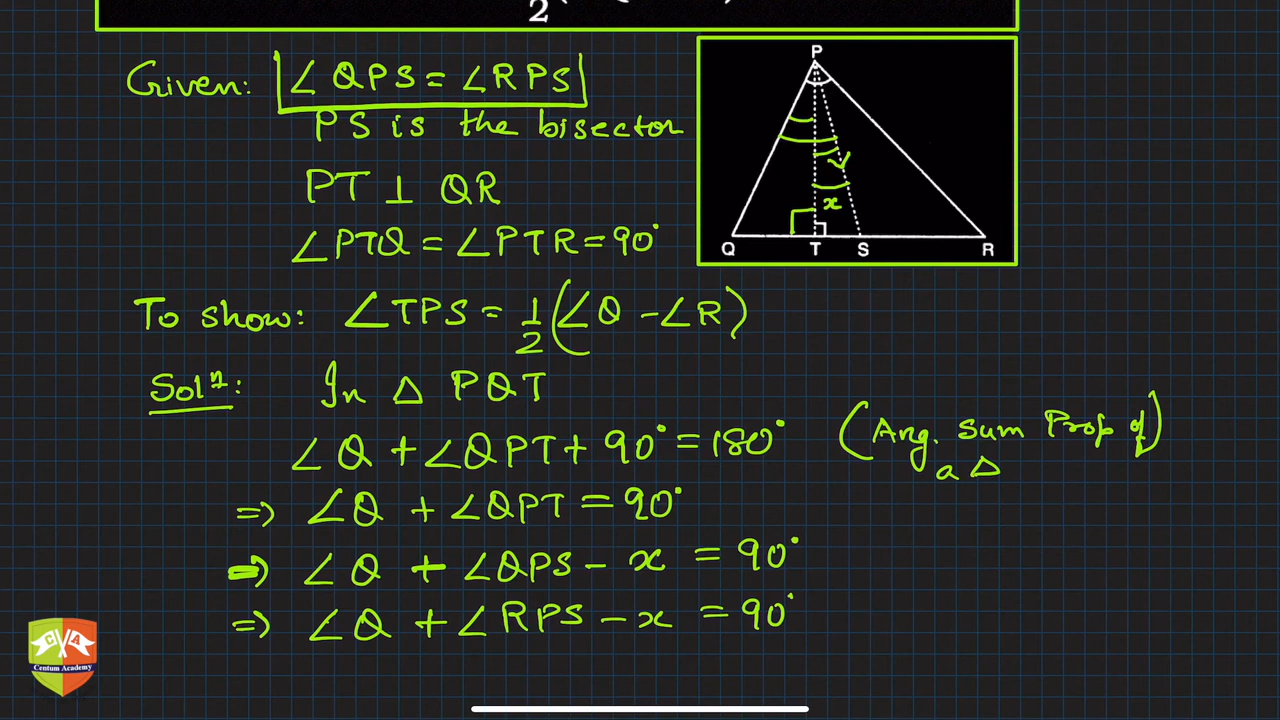 2
Given: ∠QPS = ∠RPS
PS is the bisector
PT ⊥ QR
∠PTQ = ∠PTR = 90°
To show: ∠TPS = 1/2 (∠Q - ∠R)
Solⁿ: In Δ PQT
∠Q + ∠QPT + 90° = 180° (Ang. Sum Prop of a Δ)
⇒ ∠Q + ∠QPT = 90°
⇒ ∠Q + ∠QPS - x = 90°
⇒ ∠Q + ∠RPS - x = 90°
P
x
Q T S R
C A
Centum Academy